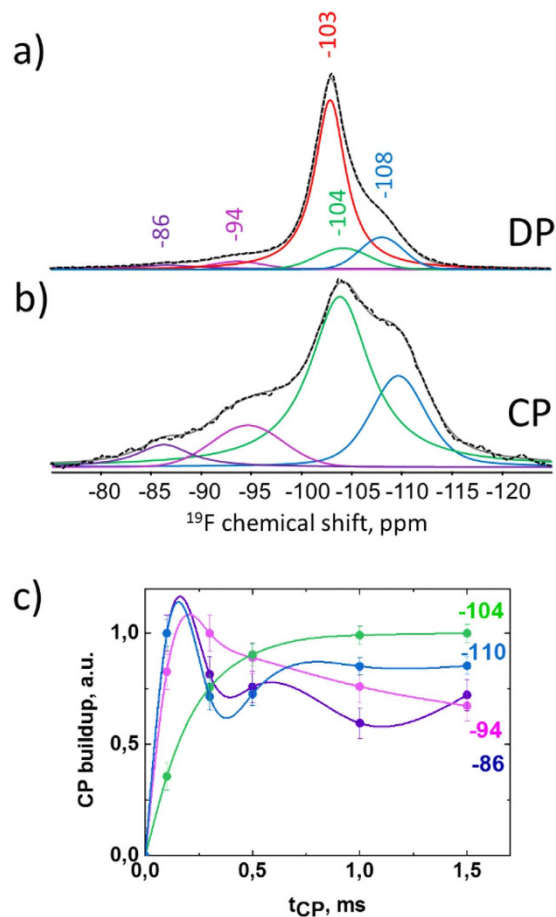 a)
-103
-108
-86
-94
-104
DP
b)
CP
-80 -85 -90 -95 -100 -105 -110 -115 -120
19F chemical shift, ppm
c)
CP buildup, a.u.
1,0
0,5
0,0
-104
-110
-94
-86
0,0 0,5 1,0 1,5
tCP, ms